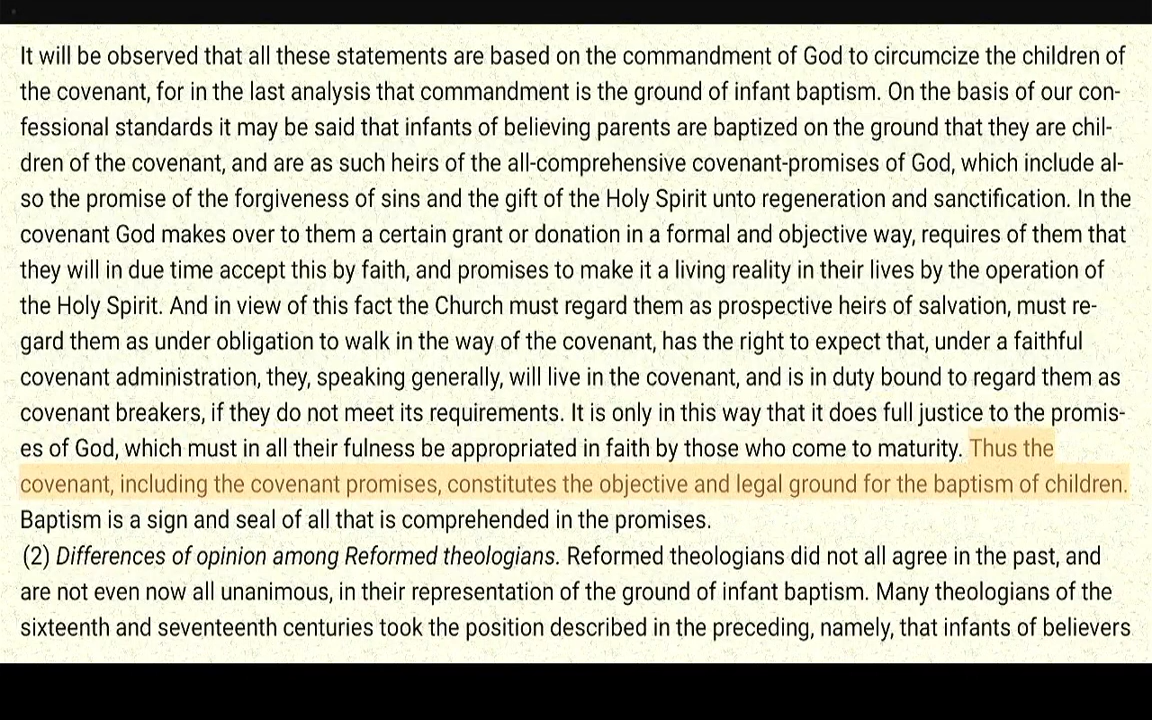 It will be observed that all these statements are based on the commandment of God to circumcize the children of
the covenant, for in the last analysis that commandment is the ground of infant baptism. On the basis of our con-
fessional standards it may be said that infants of believing parents are baptized on the ground that they are chil-
dren of the covenant, and are as such heirs of the all-comprehensive covenant-promises of God, which include al-
so the promise of the forgiveness of sins and the gift of the Holy Spirit unto regeneration and sanctification. In the
covenant God makes over to them a certain grant or donation in a formal and objective way, requires of them that
they will in due time accept this by faith, and promises to make it a living reality in their lives by the operation of
the Holy Spirit. And in view of this fact the Church must regard them as prospective heirs of salvation, must re-
gard them as under obligation to walk in the way of the covenant, has the right to expect that, under a faithful
covenant administration, they, speaking generally, will live in the covenant, and is in duty bound to regard them as
covenant breakers, if they do not meet its requirements. It is only in this way that it does full justice to the promis-
es of God, which must in all their fulness be appropriated in faith by those who come to maturity. Thus the
covenant, including the covenant promises, constitutes the objective and legal ground for the baptism of children.
Baptism is a sign and seal of all that is comprehended in the promises.
(2) Differences of opinion among Reformed theologians. Reformed theologians did not all agree in the past, and
are not even now all unanimous, in their representation of the ground of infant baptism. Many theologians of the
sixteenth and seventeenth centuries took the position described in the preceding, namely, that infants of believers